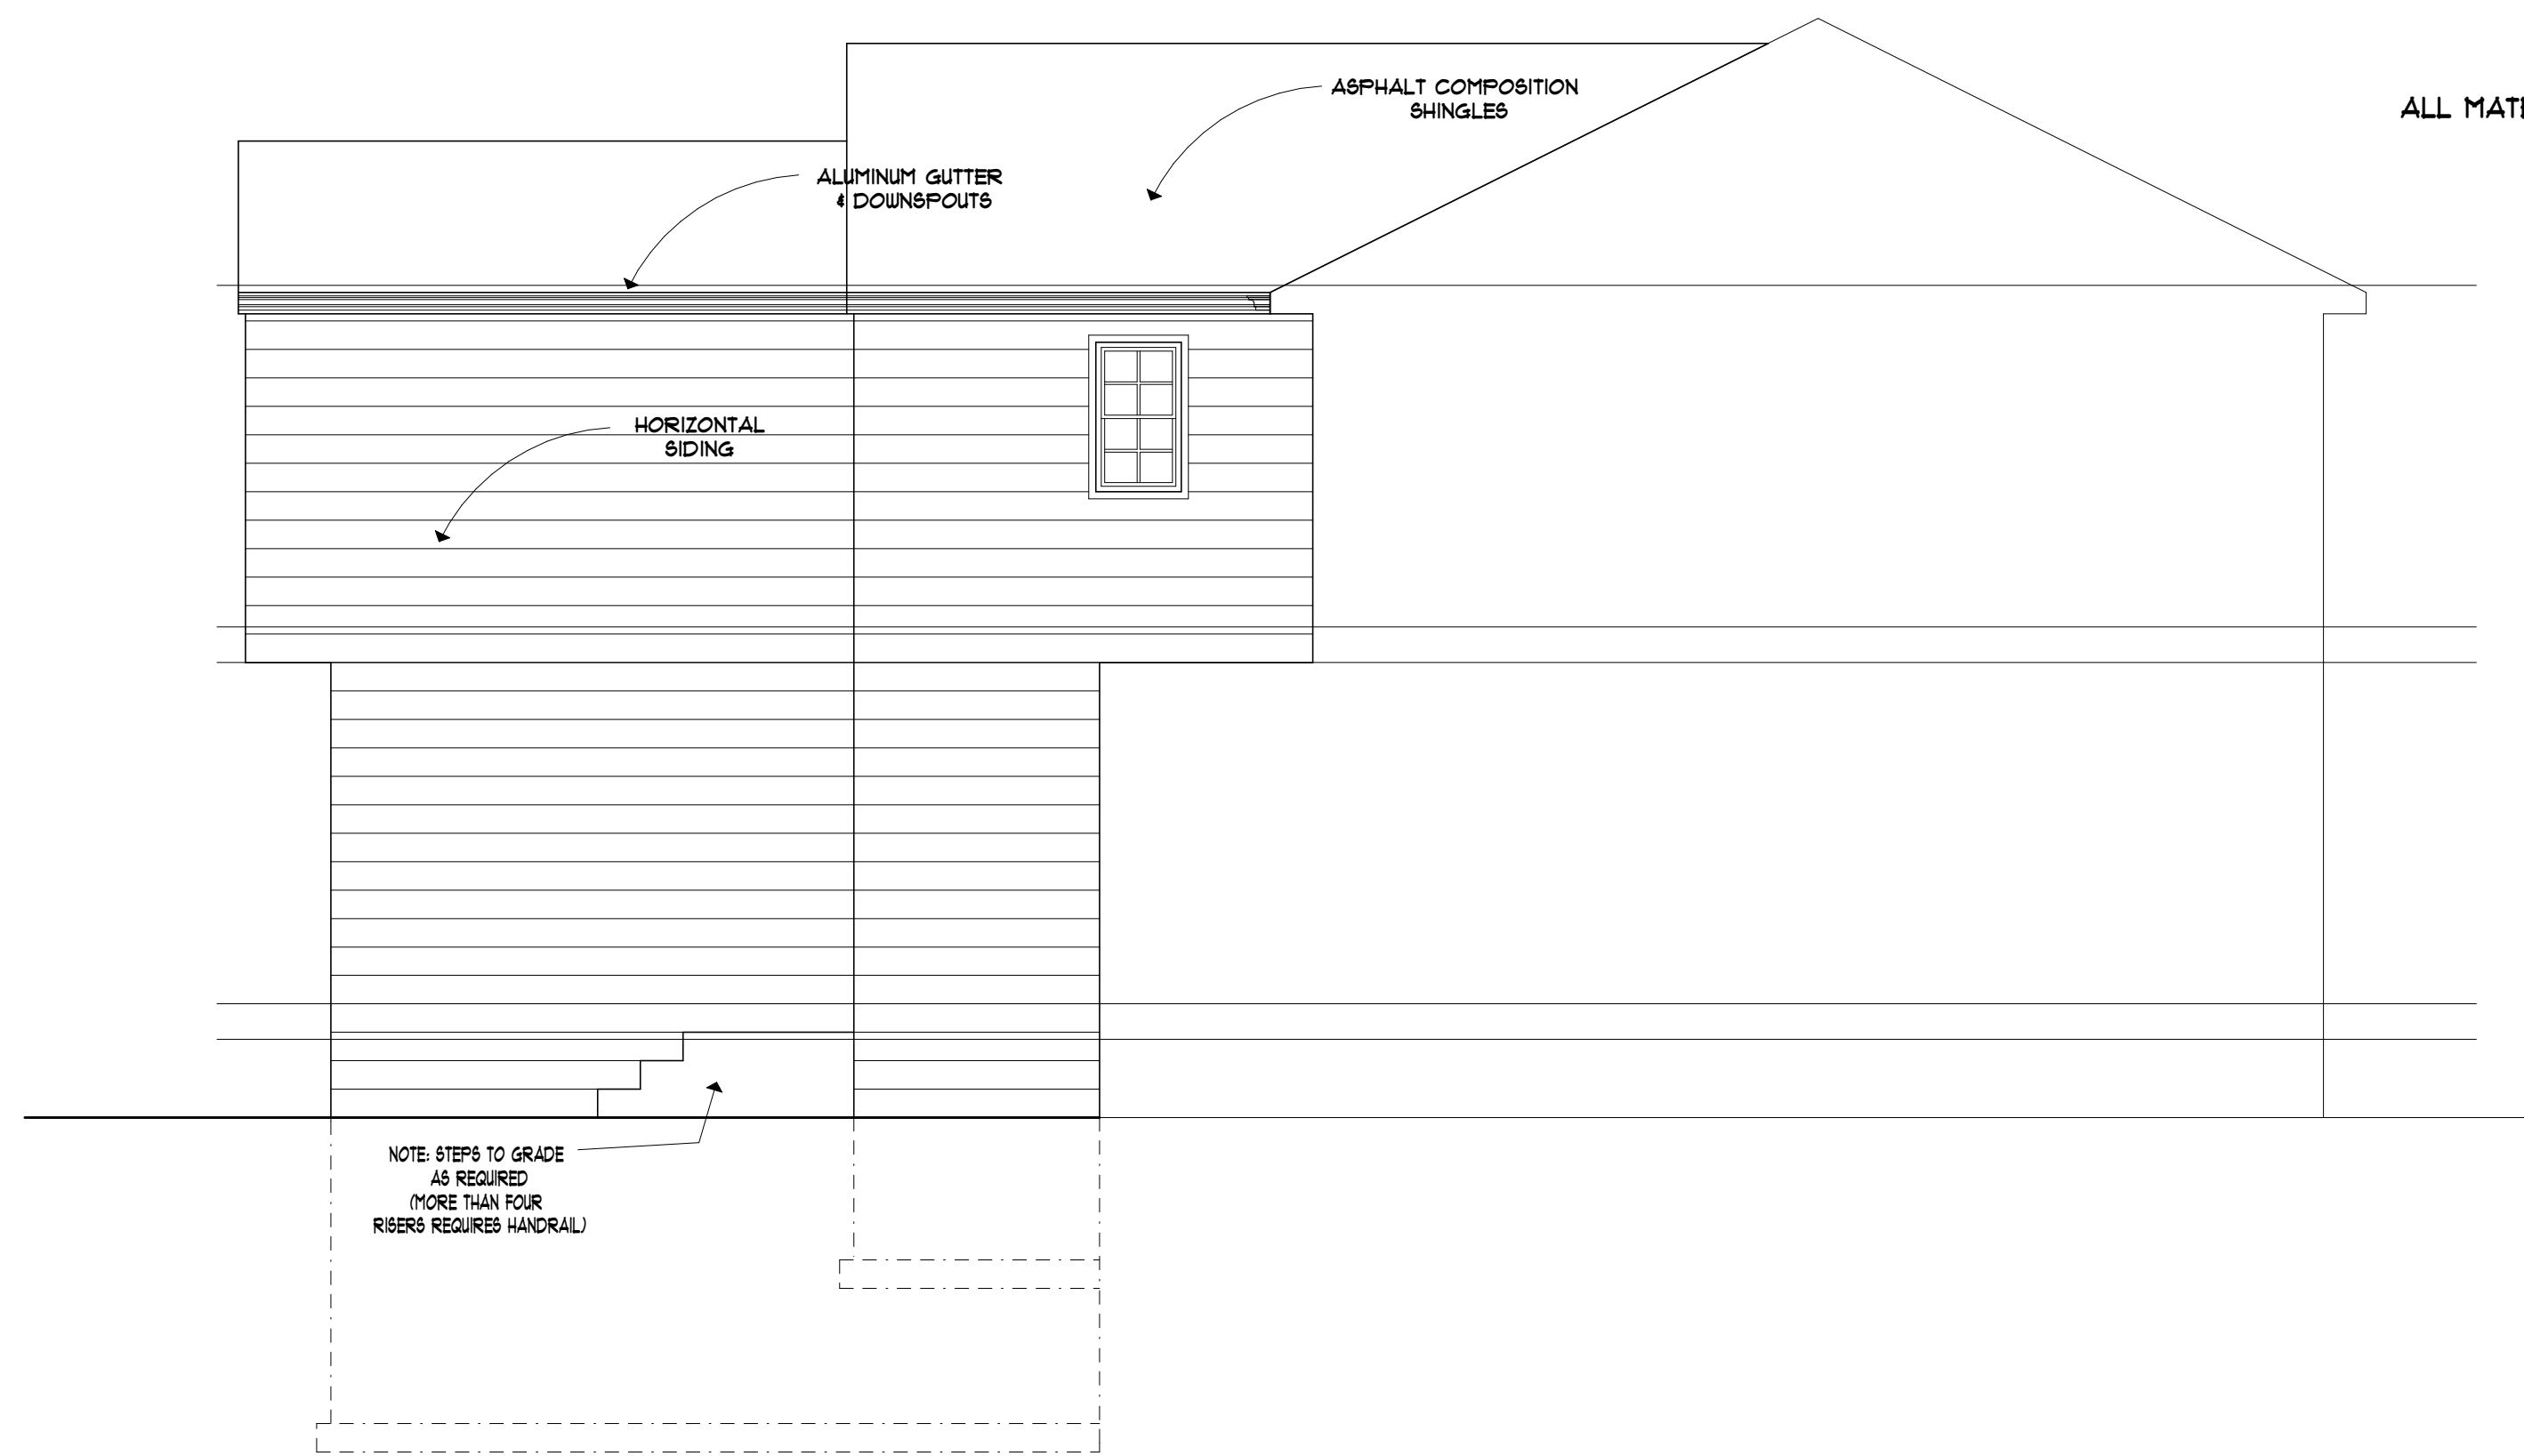 ASPHALT COMPOSITION
SHINGLES
ALL MATE
ALUMINUM GUTTER
& DOWNSPOUTS
HORIZONTAL
SIDING
NOTE: STEPS TO GRADE
AS REQUIRED
(MORE THAN FOUR
RISERS REQUIRES HANDRAIL)